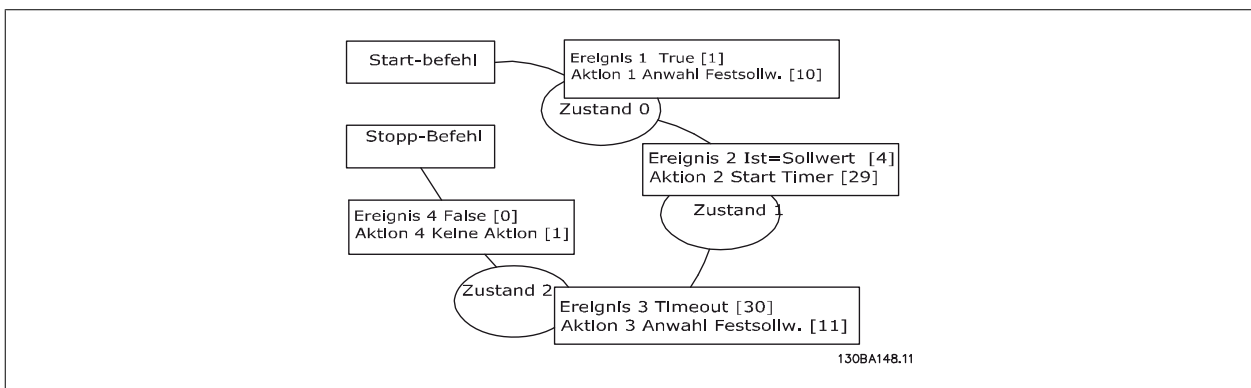 Start-befehl
Ereignis 1 True [1]
Aktion 1 Anwahl Festsollw. [10]
Zustand 0
Stopp-Befehl
Ereignis 2 Ist=Sollwert [4]
Aktion 2 Start Timer [29]
Zustand 1
Ereignis 4 False [0]
Aktion 4 Keine Aktion [1]
Zustand 2
Ereignis 3 Timeout [30]
Aktion 3 Anwahl Festsollw. [11]
130BA148.11